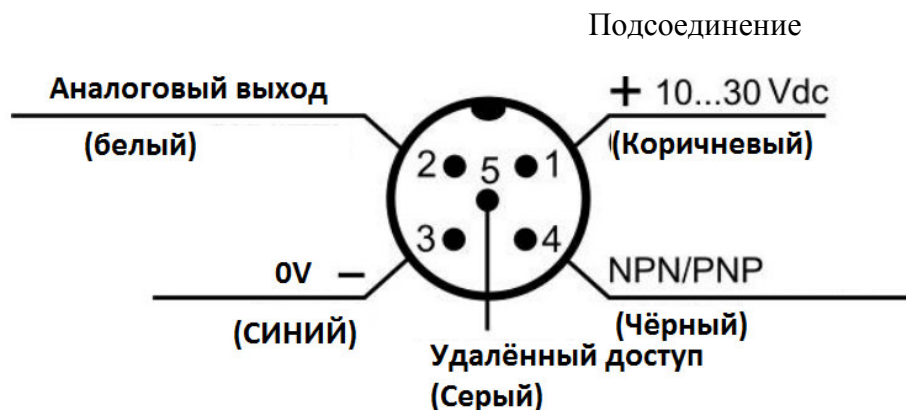 Подсоединение
Аналоговый выход
+ 10...30 Vdc
(белый)
(Коричневый)
2 5 1
3 4
0V –
NPN/PNP
(СИНИЙ)
(Чёрный)
Удалённый доступ
(Серый)